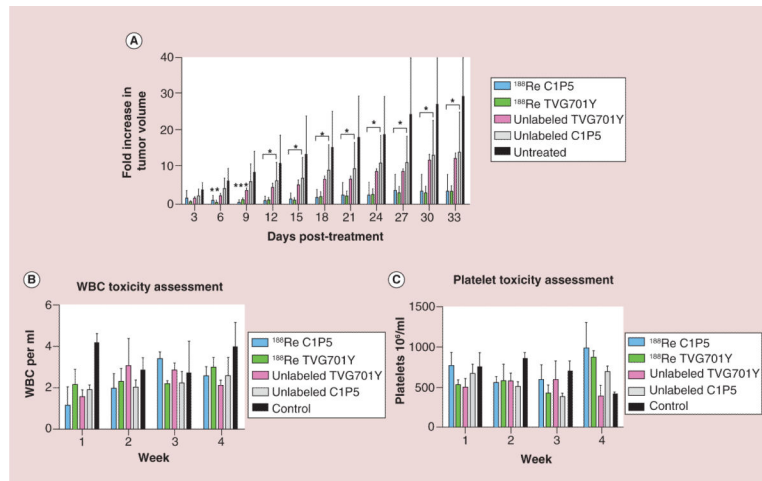 A
Fold increase in
tumor volume
40
30
20
10
0
** *** * * * * * * * *
3 6 9 12 15 18 21 24 27 30 33
Days post-treatment
¹⁸⁸Re C1P5
¹⁸⁸Re TVG701Y
Unlabeled TVG701Y
Unlabeled C1P5
Untreated
B
WBC toxicity assessment
WBC per ml
6
4
2
0
1 2 3 4
Week
¹⁸⁸Re C1P5
¹⁸⁸Re TVG701Y
Unlabeled TVG701Y
Unlabeled C1P5
Control
C
Platelet toxicity assessment
Platelets 10⁶/ml
1500
1000
500
0
1 2 3 4
Week
¹⁸⁸Re C1P5
¹⁸⁸Re TVG701Y
Unlabeled TVG701Y
Unlabeled C1P5
Control